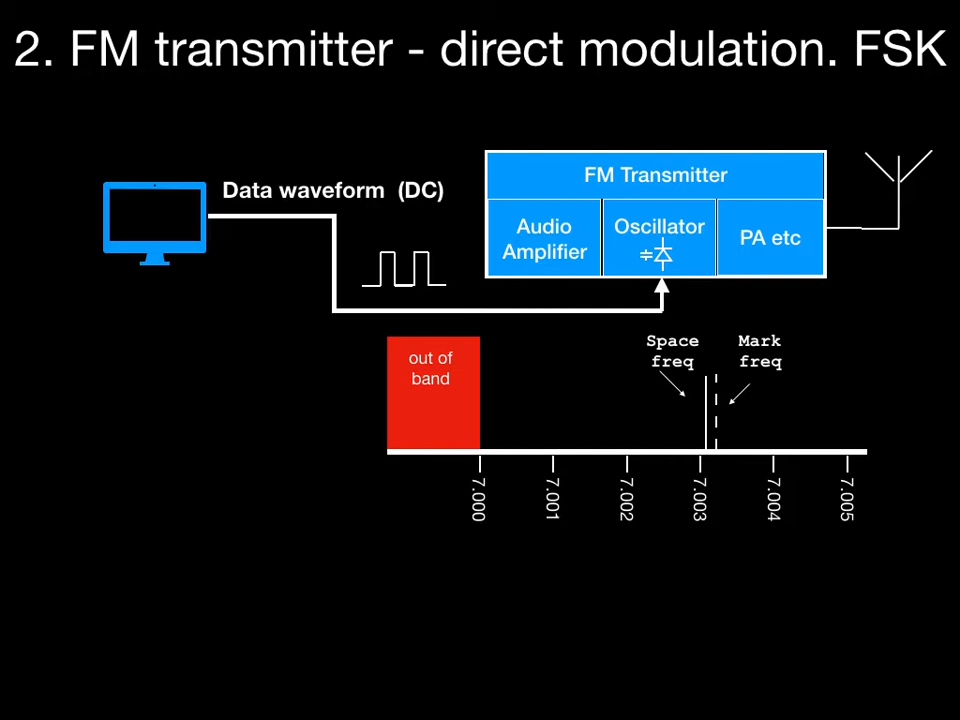 2. FM transmitter - direct modulation. FSK
Data waveform (DC)
FM Transmitter
Audio
Amplifier
Oscillator
PA etc
out of
band
Space
freq
Mark
freq
7.000
7.001
7.002
7.003
7.004
7.005